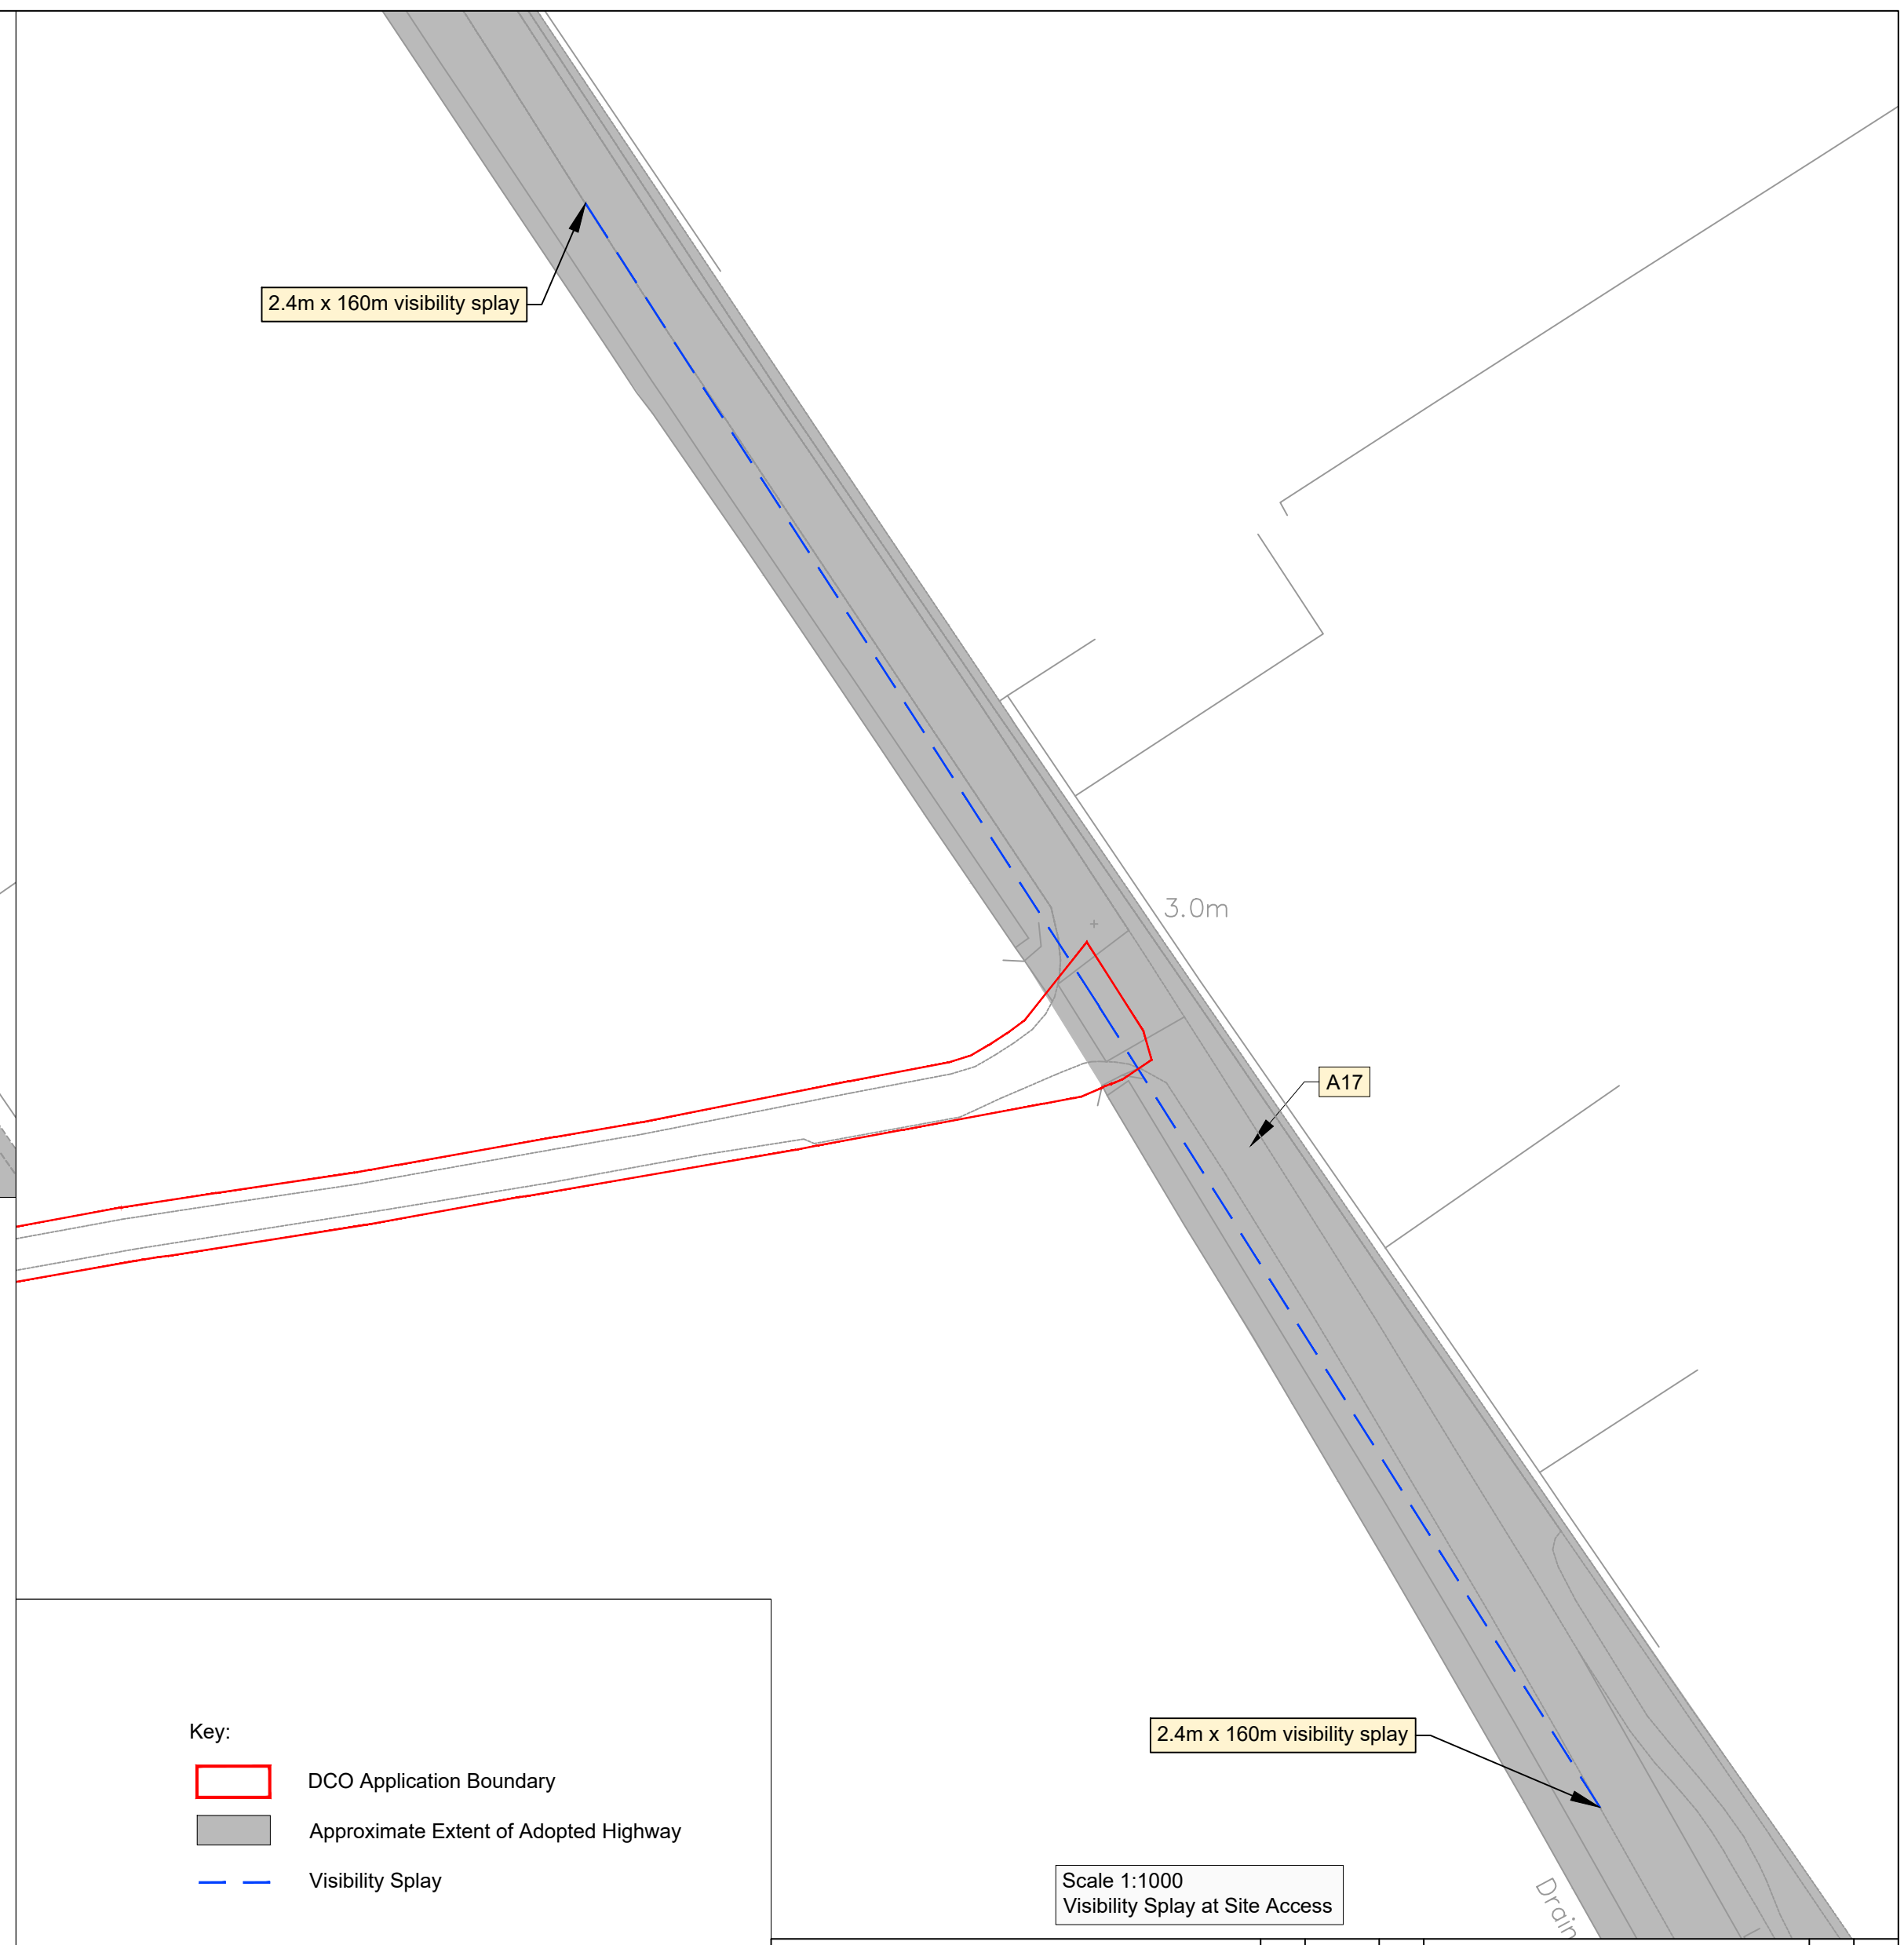 2.4m x 160m visibility splay
3.0m
A17
2.4m x 160m visibility splay
Key:
DCO Application Boundary
Approximate Extent of Adopted Highway
Visibility Splay
Scale 1:1000
Visibility Splay at Site Access
Drain